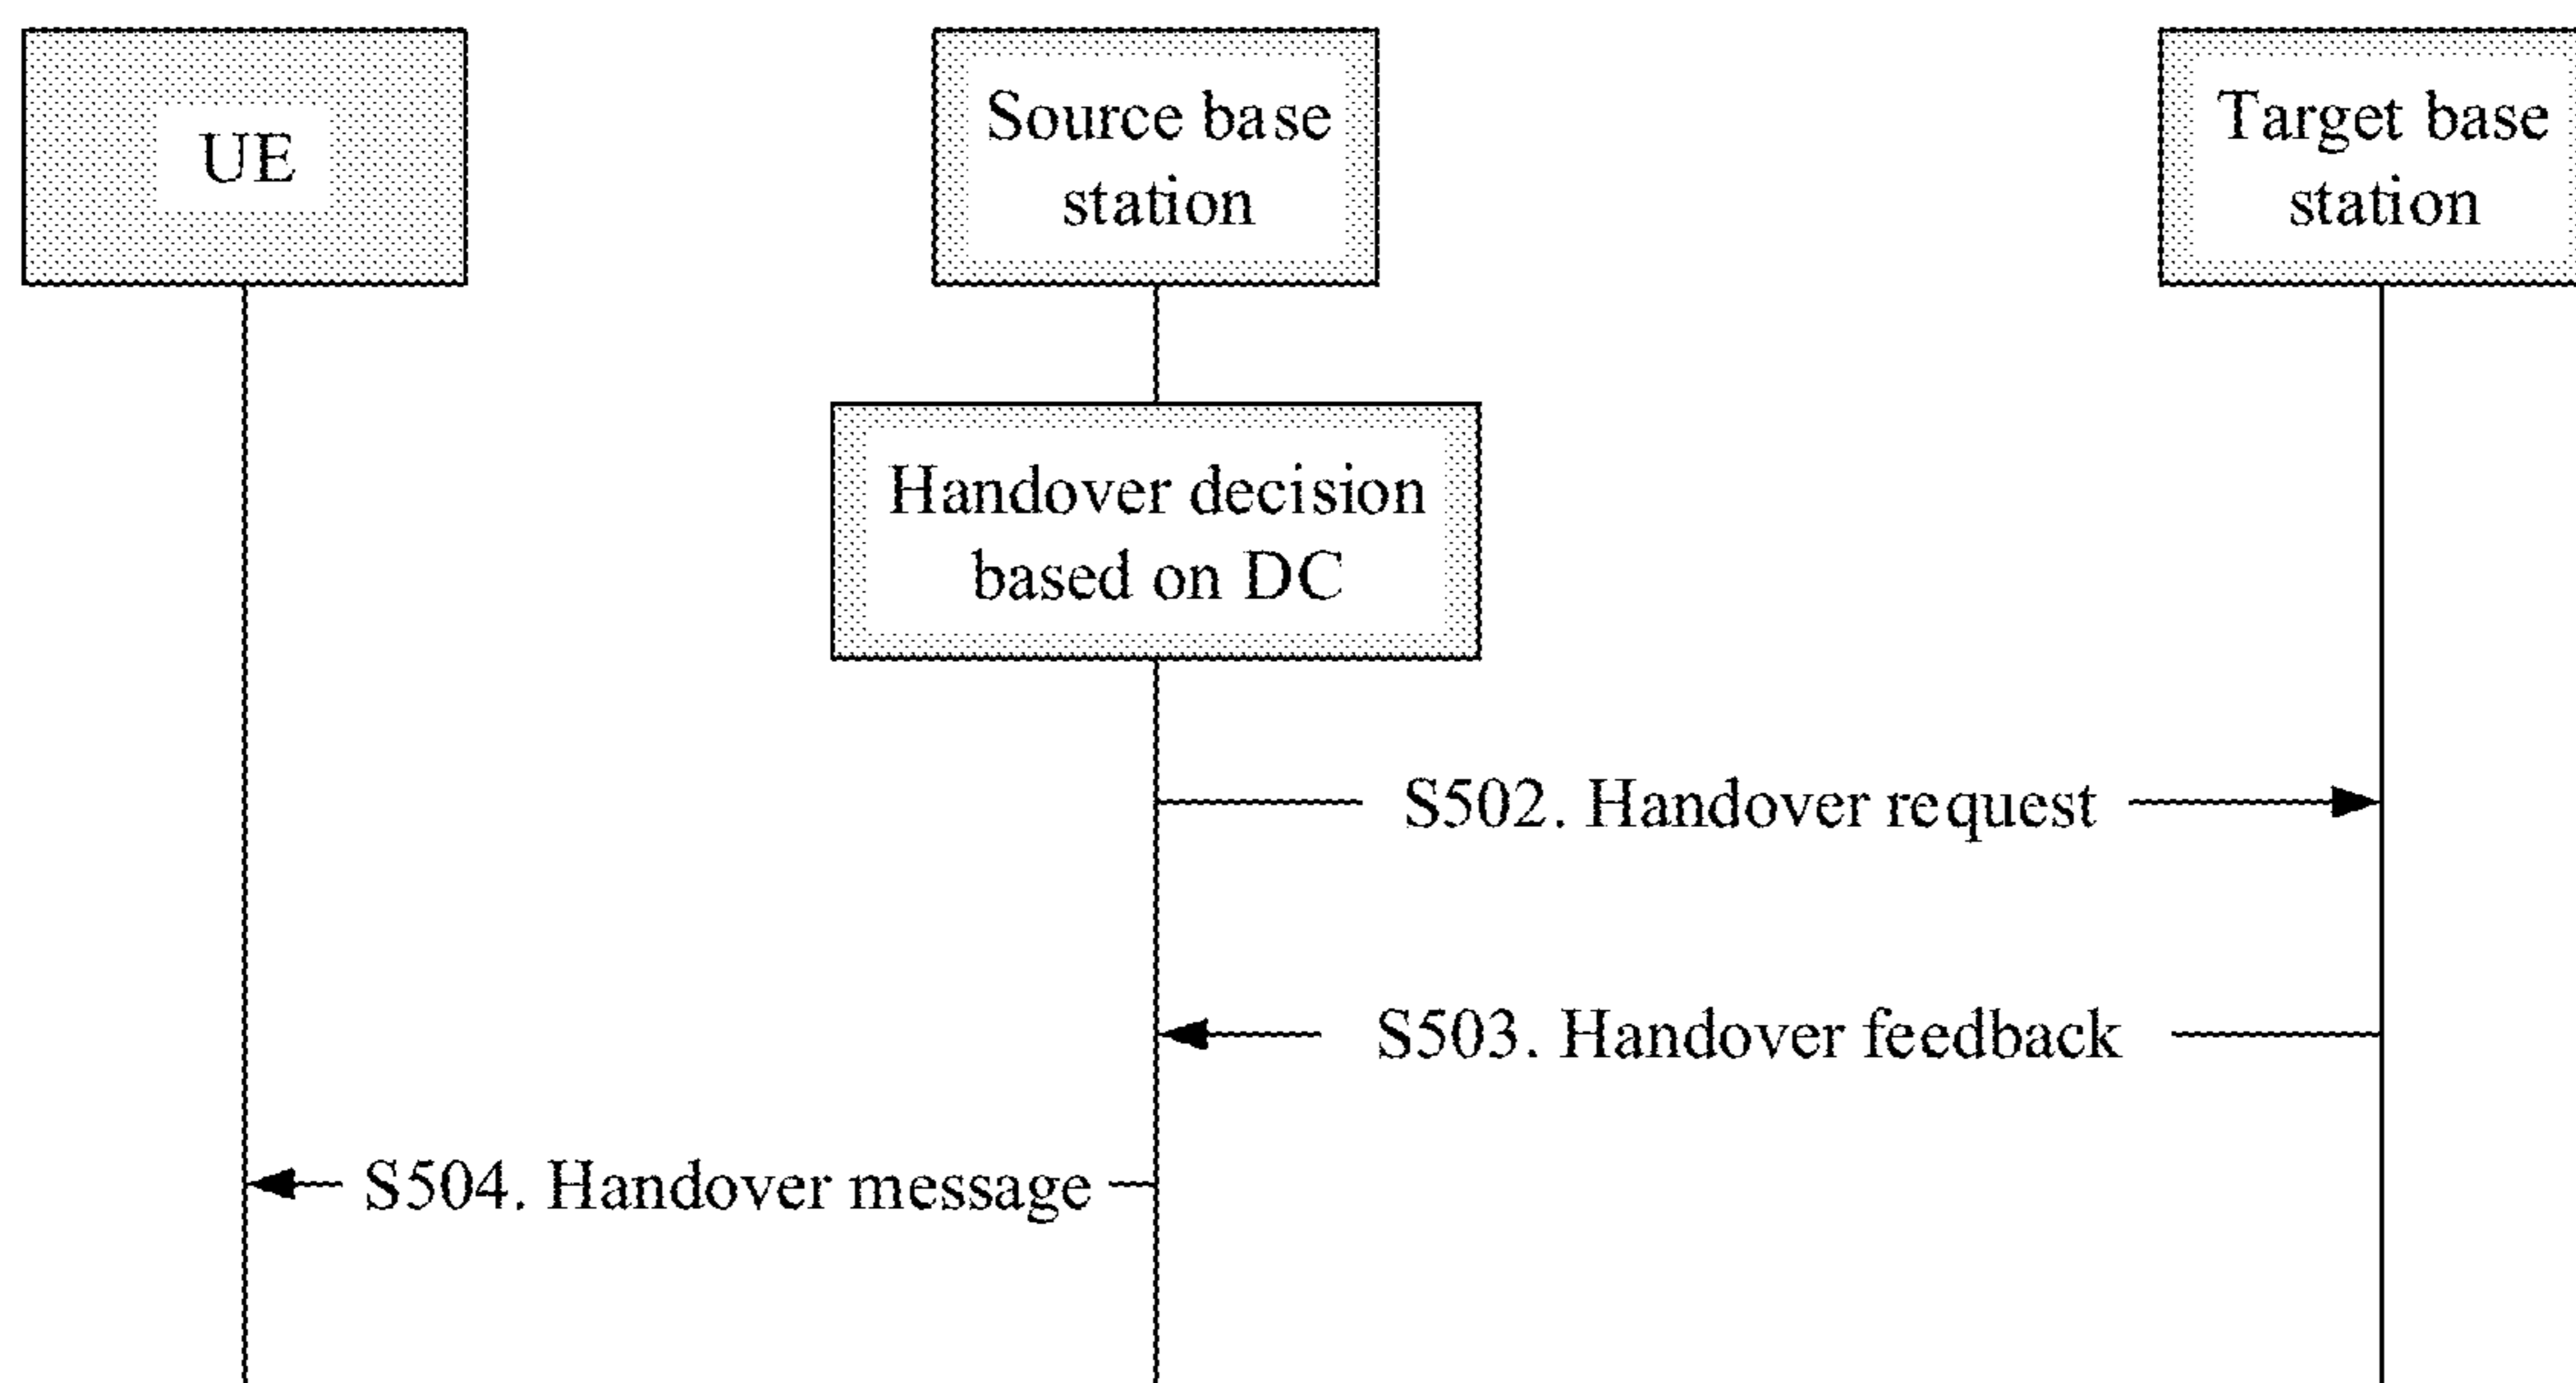 UE
Source base
station
Target base
station
Handover decision
based on DC
S502. Handover request
S503. Handover feedback
S504. Handover message